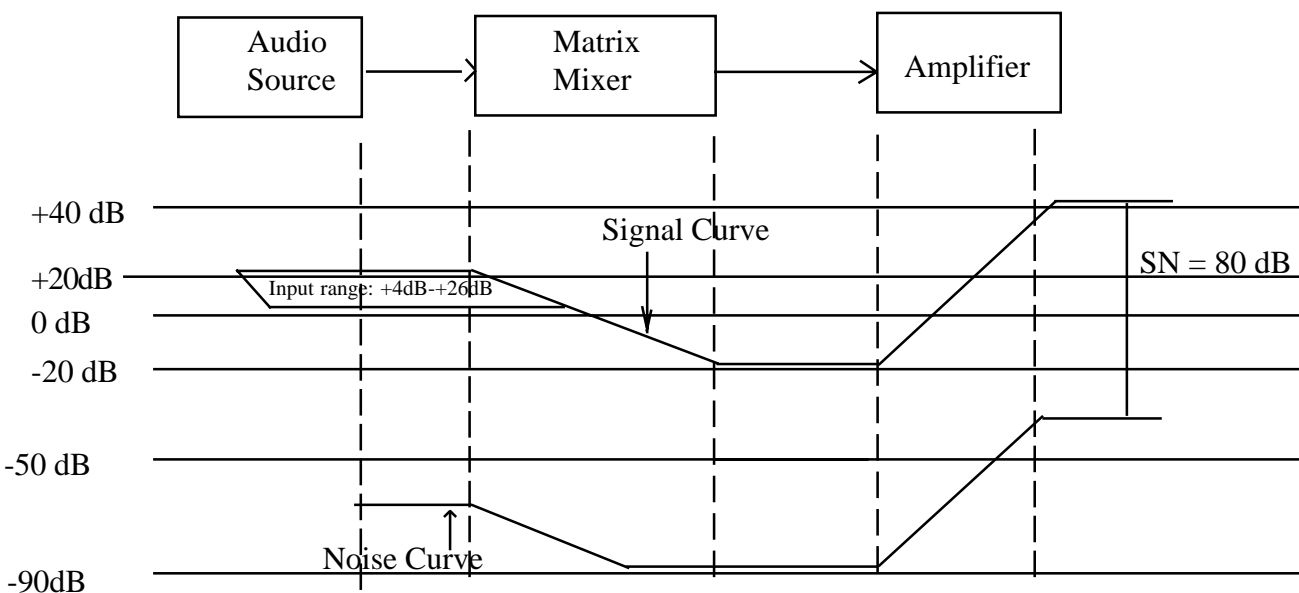 Audio
Source
Matrix
Mixer
Amplifier
+40 dB
Signal Curve
SN = 80 dB
+20dB
Input range: +4dB-+26dB
0 dB
-20 dB
-50 dB
Noise Curve
-90dB